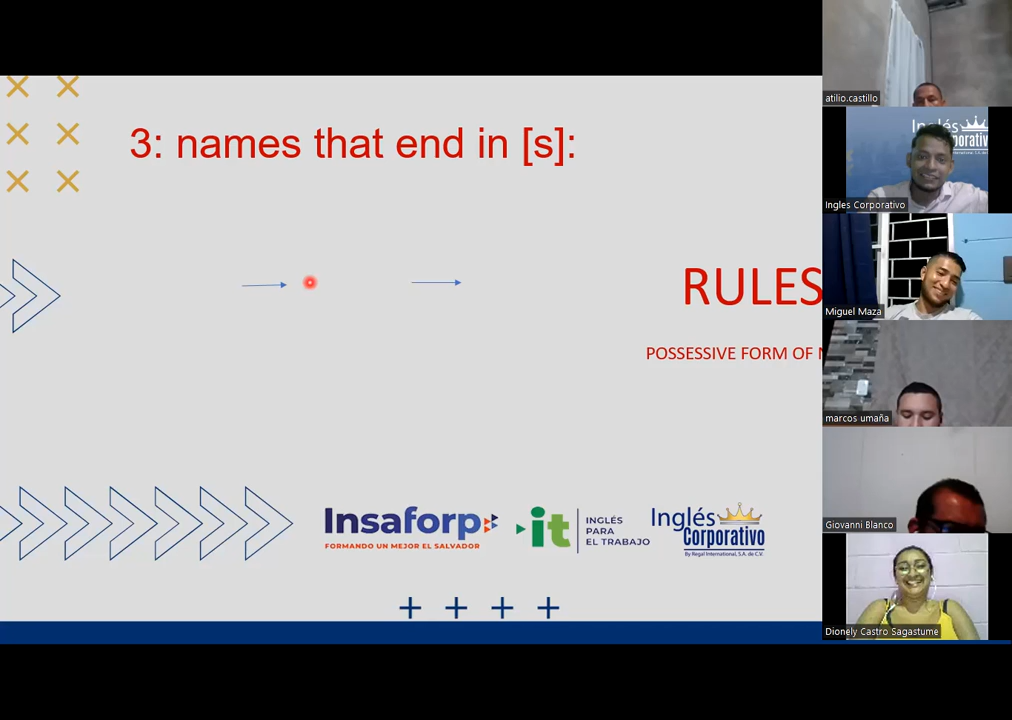 3: names that end in [s]:
RULES
POSSESSIVE FORM OF
Insaforp
FORMANDO UN MEJOR EL SALVADOR
it
INGLÉS
PARA
EL TRABAJO
Inglés
Corporativo
By Regal International, S.A. de C.V.
atilio.castillo
Inglés
Ingles Corporativo
Miguel Maza
marcos umaña
Giovanni Blanco
Dionely Castro Sagastume